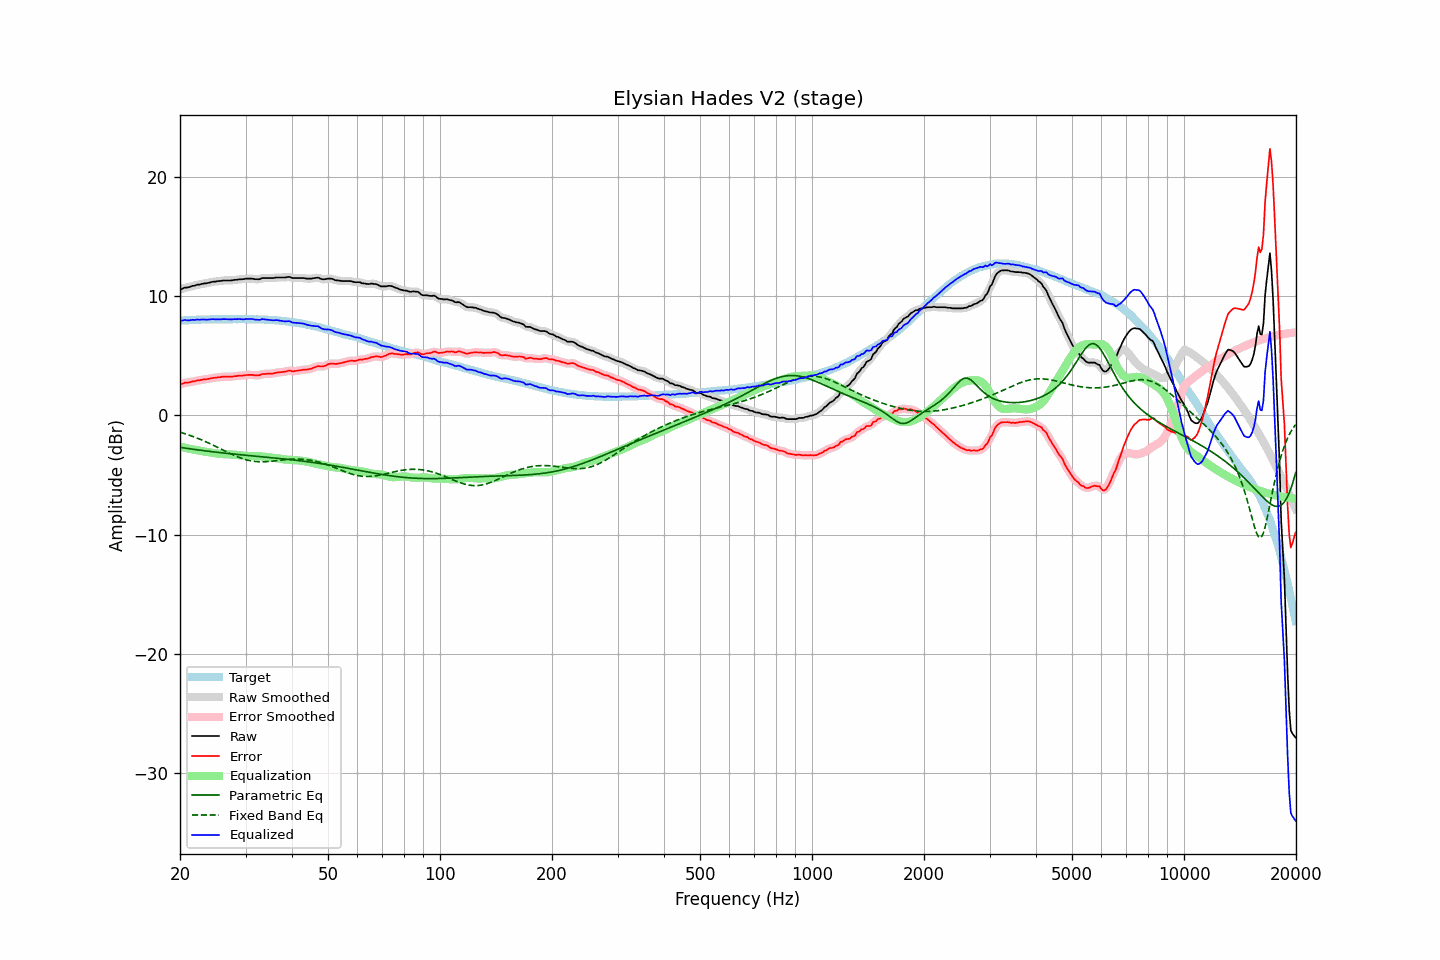 Elysian Hades V2 (stage)
Amplitude (dBr)
20
10
0
−10
−20
−30
Target
Raw Smoothed
Error Smoothed
Raw
Error
Equalization
Parametric Eq
Fixed Band Eq
Equalized
20 50 100 200 500 1000 2000 5000 10000 20000
Frequency (Hz)